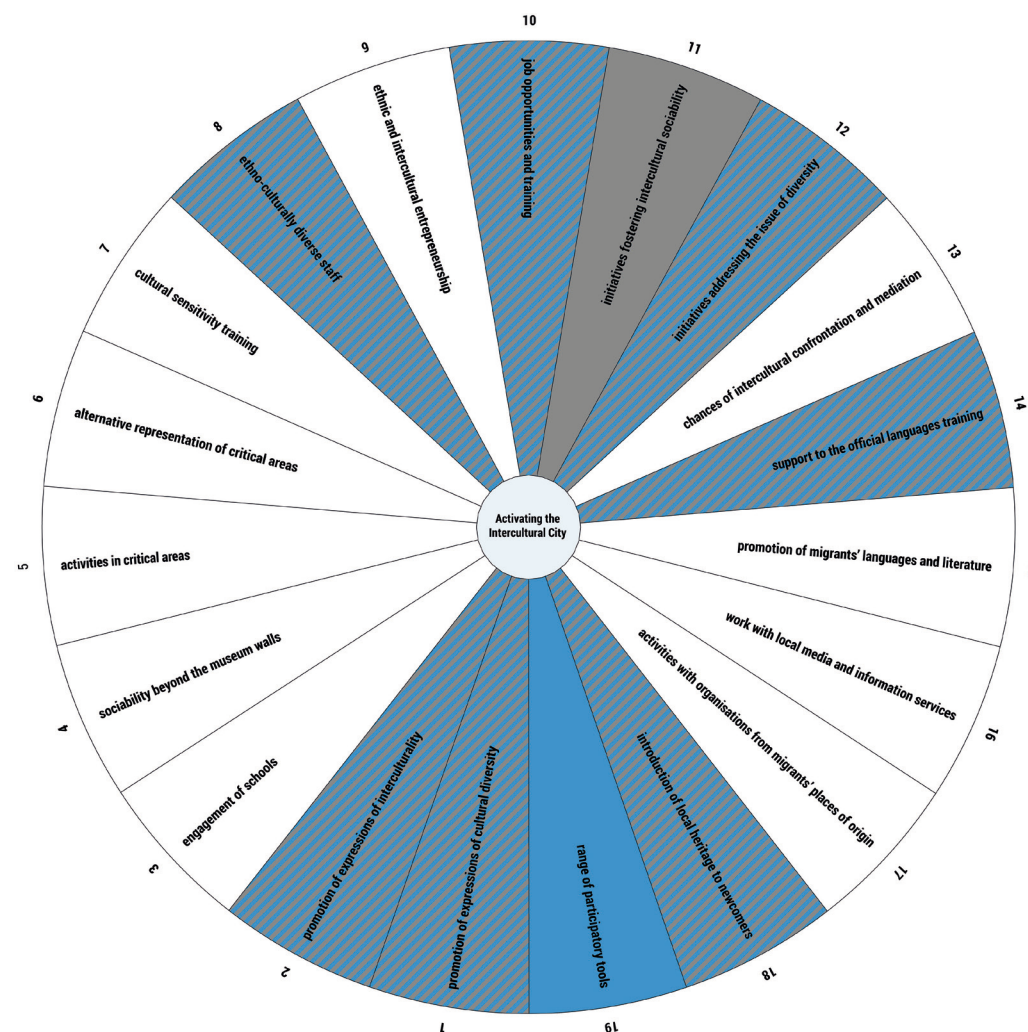 Activating the
Intercultural City
1
promotion of expressions of cultural diversity
2
promotion of expressions of interculturality
3
engagement of schools
4
sociability beyond the museum walls
5
activities in critical areas
6
alternative representation of critical areas
7
cultural sensitivity training
8
ethno-culturally diverse staff
9
ethnic and intercultural entrepreneurship
10
job opportunities and training
11
initiatives fostering intercultural sociability
12
initiatives addressing the issue of diversity
13
chances of intercultural confrontation and mediation
14
support to the official languages training
promotion of migrants’ languages and literature
16
work with local media and information services
17
activities with organisations from migrants’ places of origin
18
introduction of local heritage to newcomers
19
range of participatory tools